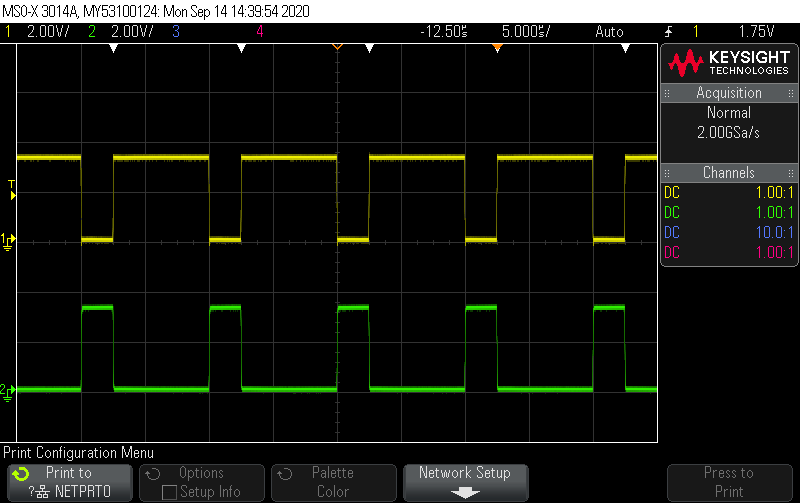 MSO-X 3014A, MY53100124: Mon Sep 14 14:39:54 2020
1 2.00V/ 2 2.00V/ 3 4 -12.50s 5.000s/ Auto 1 1.75V
KEYSIGHT
TECHNOLOGIES
Acquisition
Normal
2.00GSa/s
Channels
DC 1.00:1
DC 1.00:1
DC 10.0:1
DC 1.00:1
T
1
2
Print Configuration Menu
Print to
? NETPRT0
Options
Setup Info
Palette
Color
Network Setup
Press to
Print